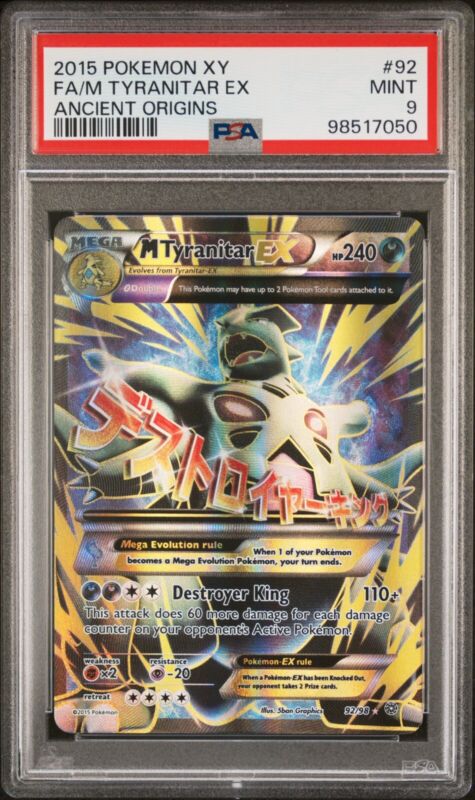 2015 POKEMON XY #92
FA/M TYRANITAR EX MINT
ANCIENT ORIGINS 9
PSA 98517050
MEGA
M Tyranitar EX HP240
Evolves from Tyranitar-EX
θ Double This Pokémon may have up to 2 Pokémon Tool cards attached to it.
デストロイヤーキング
Mega Evolution rule
When 1 of your Pokémon
becomes a Mega Evolution Pokémon, your turn ends.
Destroyer King 110+
This attack does 60 more damage for each damage
counter on your opponent's Active Pokémon.
weakness resistance
×2 -20
retreat
Pokémon-EX rule
When a Pokémon-EX has been Knocked Out,
your opponent takes 2 Prize cards.
©2015 Pokémon
Illus. 5ban Graphics
92/98
PSA